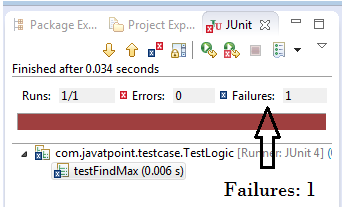 Package Ex...
Project Expl...
JUnit
Finished after 0.034 seconds
Runs: 1/1 Errors: 0 Failures: 1
com.javatpoint.testcase.TestLogic [Runner: JUnit 4] (
testFindMax (0.006 s)
Failures: 1